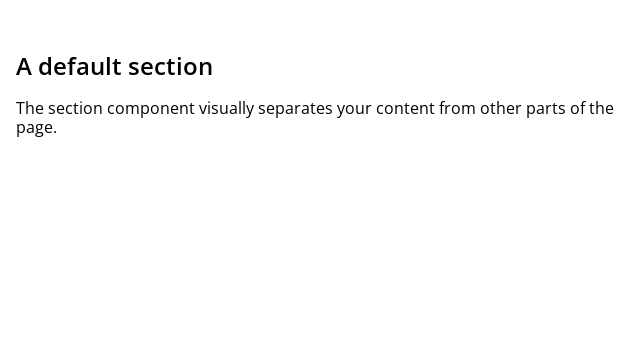 A default section
The section component visually separates your content from other parts of the
page.